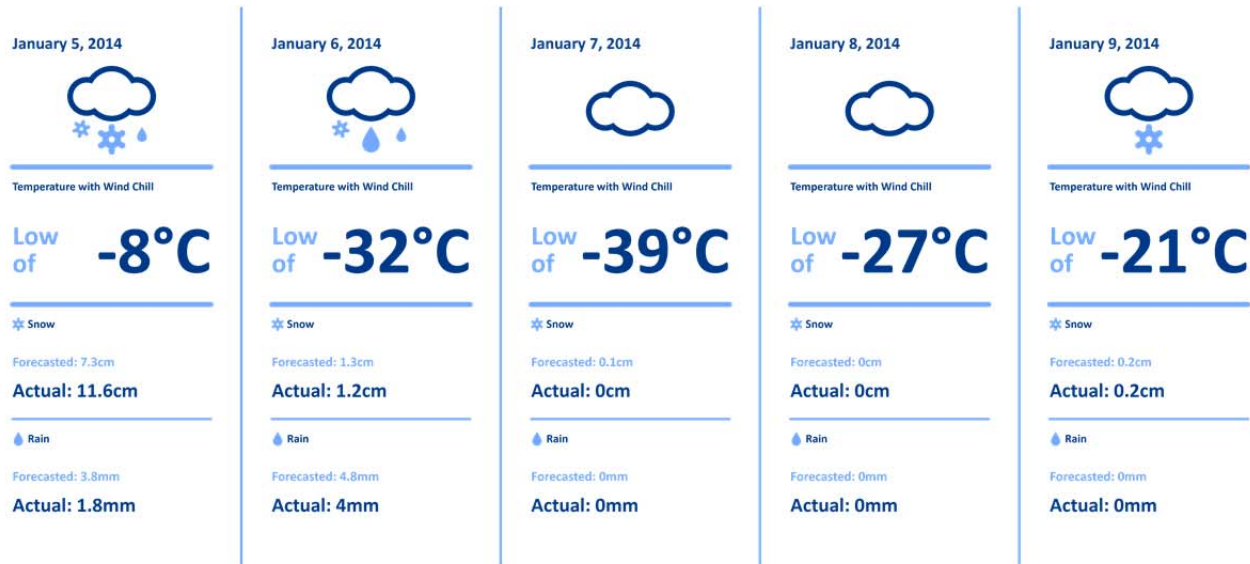 January 5, 2014
Temperature with Wind Chill
Low
of
-8°C
Snow
Forecasted: 7.3cm
Actual: 11.6cm
Rain
Forecasted: 3.8mm
Actual: 1.8mm
January 6, 2014
Temperature with Wind Chill
Low
of
-32°C
Snow
Forecasted: 1.3cm
Actual: 1.2cm
Rain
Forecasted: 4.8mm
Actual: 4mm
January 7, 2014
Temperature with Wind Chill
Low
of
-39°C
Snow
Forecasted: 0.1cm
Actual: 0cm
Rain
Forecasted: 0mm
Actual: 0mm
January 8, 2014
Temperature with Wind Chill
Low
of
-27°C
Snow
Forecasted: 0cm
Actual: 0cm
Rain
Forecasted: 0mm
Actual: 0mm
January 9, 2014
Temperature with Wind Chill
Low
of
-21°C
Snow
Forecasted: 0.2cm
Actual: 0.2cm
Rain
Forecasted: 0mm
Actual: 0mm